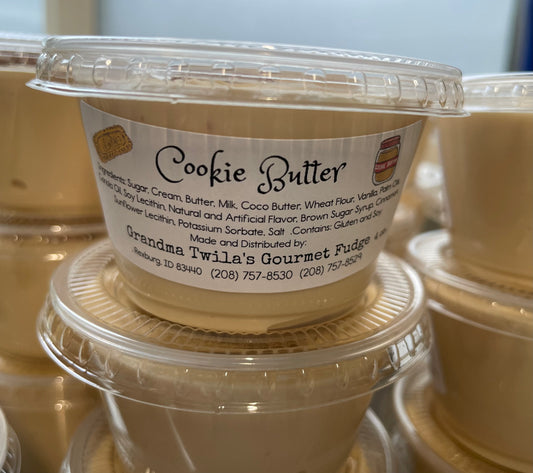 Cookie Butter
Ingredients: Sugar, Cream, Butter, Milk, Coco Butter, Wheat Flour, Vanilla, Palm Oil,
Canola Oil, Soy Lecithin, Natural and Artificial Flavor, Brown Sugar Syrup, Cinnamon,
Sunflower Lecithin, Potassium Sorbate, Salt .Contains: Gluten and Soy
Made and Distributed by:
Grandma Twila's Gourmet Fudge
Rexburg, ID 83440 (208) 757-8530 (208) 757-8529